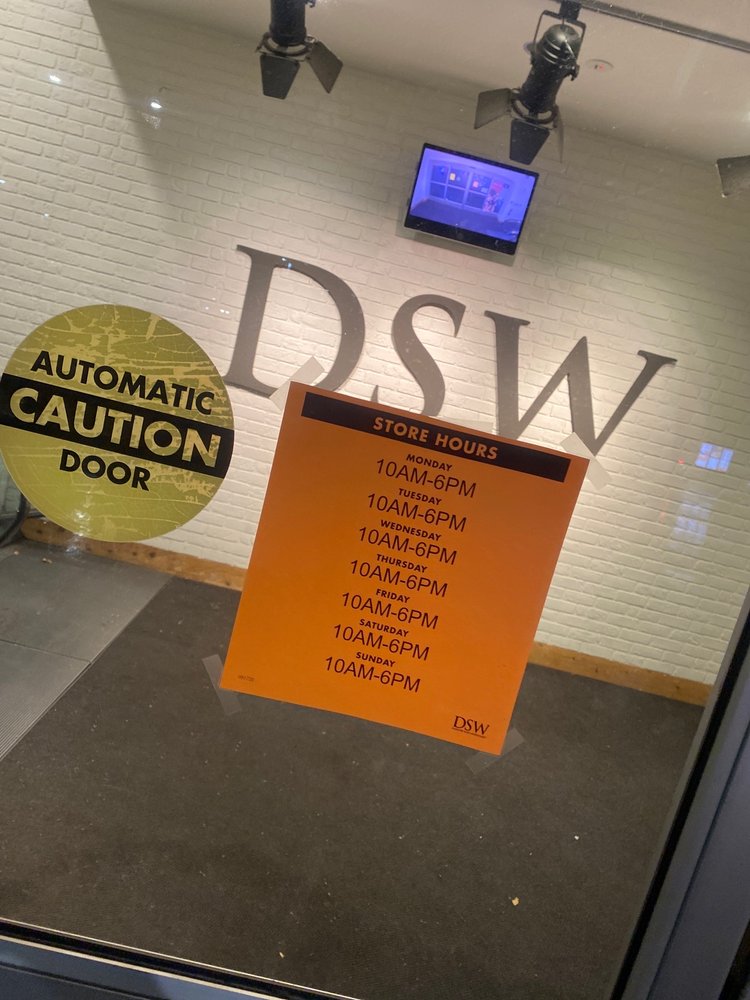 DSW
AUTOMATIC
CAUTION
DOOR
STORE HOURS
MONDAY
10AM-6PM
TUESDAY
10AM-6PM
WEDNESDAY
10AM-6PM
THURSDAY
10AM-6PM
FRIDAY
10AM-6PM
SATURDAY
10AM-6PM
SUNDAY
10AM-6PM
DSW